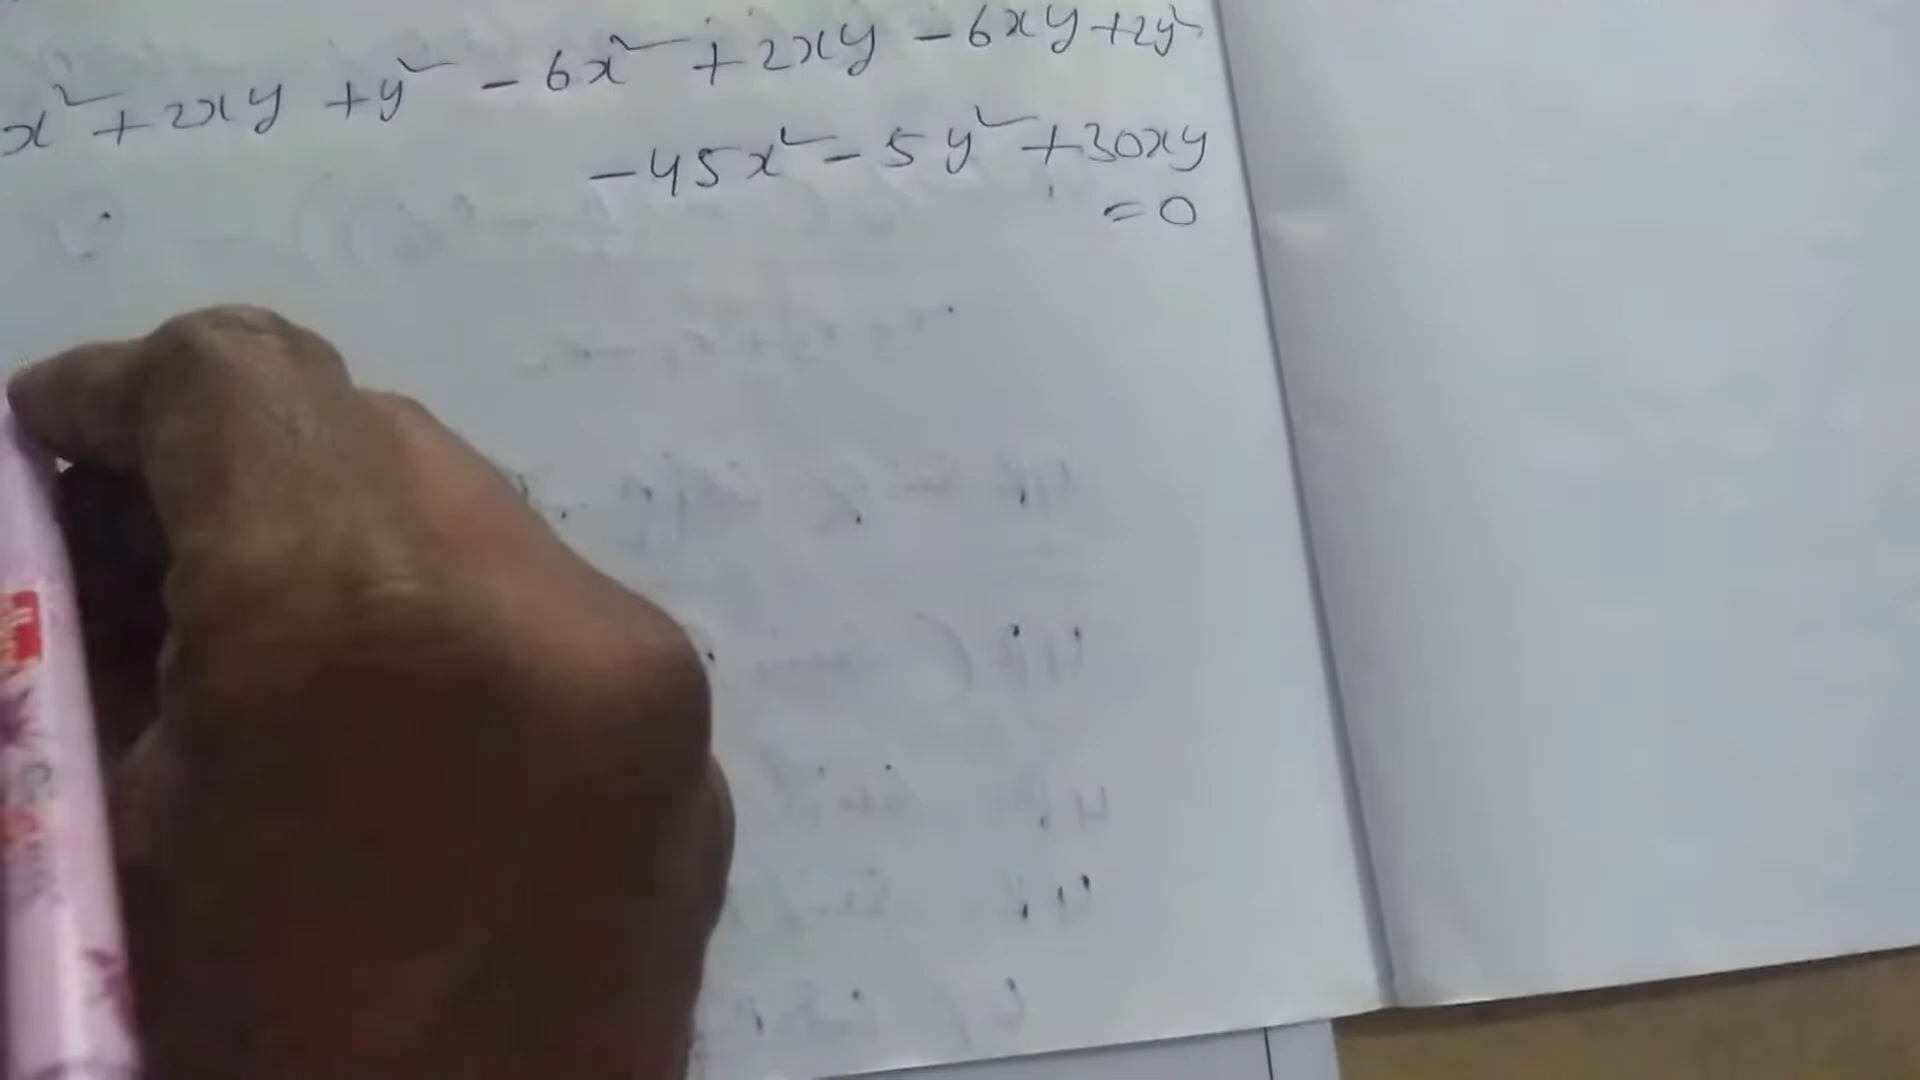 x² + 2xy + y² - 6x² + 2xy - 6xy + 2y²
- 45x² - 5y² + 30xy
= 0